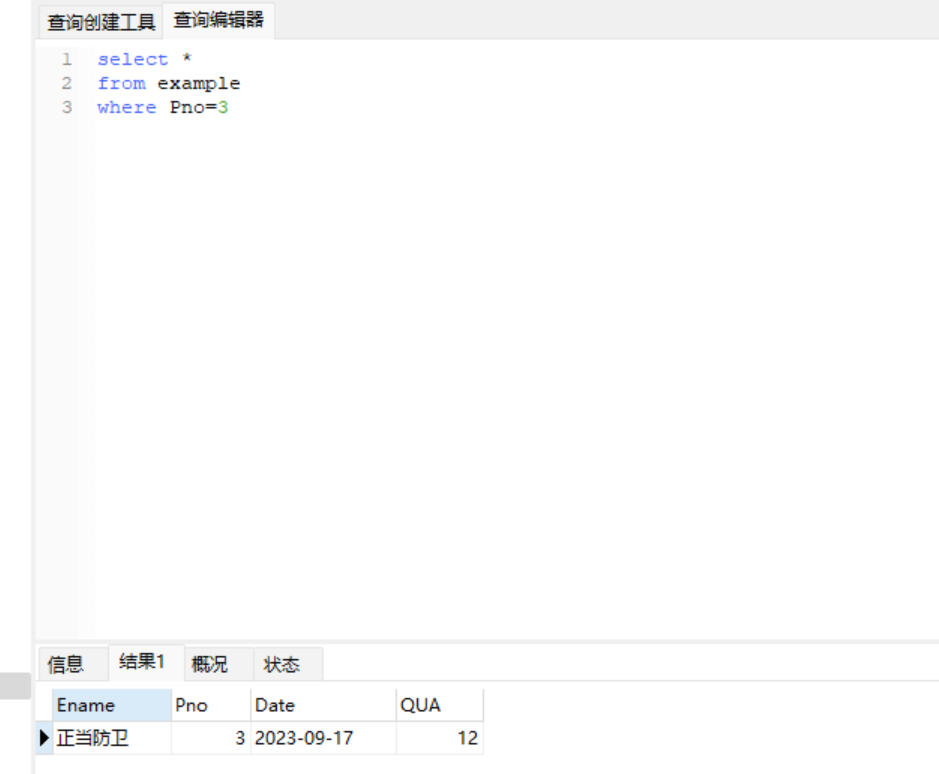 查询创建工具 查询编辑器
1 select *
2 from example
3 where Pno=3
信息 结果1 概况 状态
Ename Pno Date QUA
正当防卫 3 2023-09-17 12